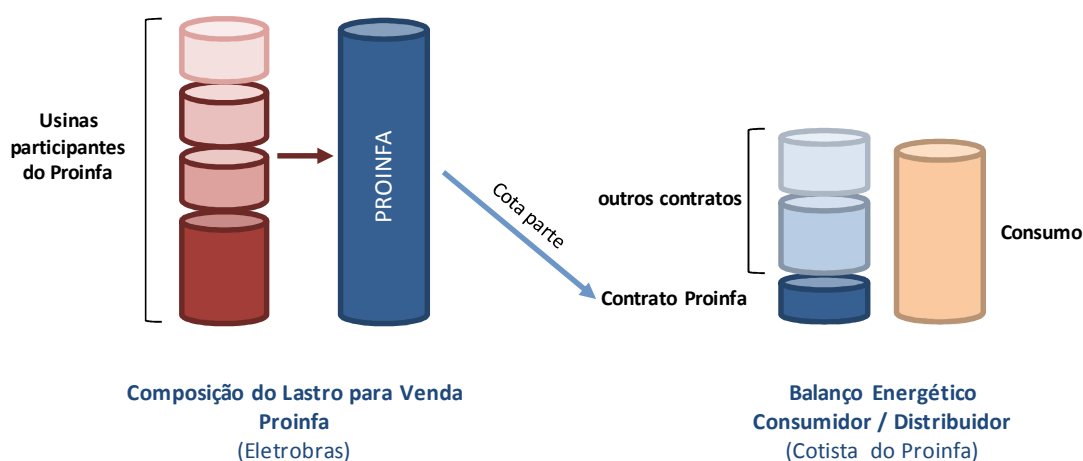 Usinas
participantes
do Proinfa
PROINFA
Cota parte
outros contratos
Contrato Proinfa
Consumo
Composição do Lastro para Venda
Proinfa
(Eletrobras)
Balanço Energético
Consumidor / Distribuidor
(Cotista do Proinfa)